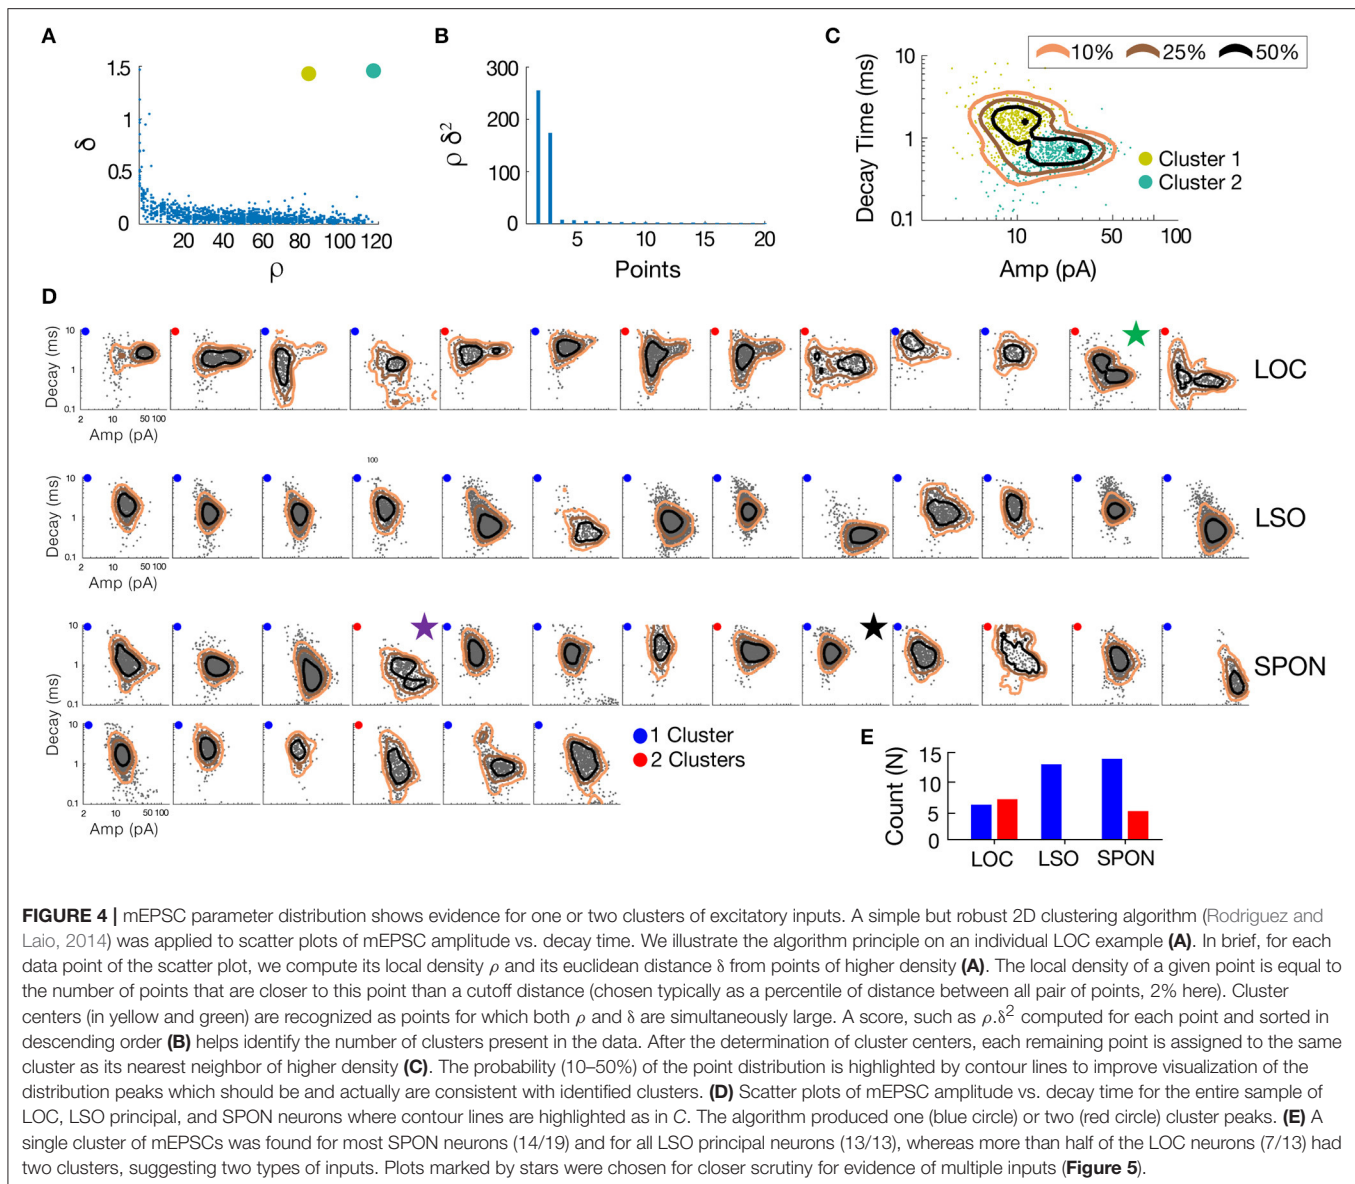 A
B
C
10% 25% 50%
δ
1.5
1
0.5
0
20 40 60 80 100 120
ρ
ρ δ²
300
200
100
0
5 10 15 20
Points
Decay Time (ms)
10
1
0.1
10 50 100
Amp (pA)
Cluster 1
Cluster 2
D
Decay (ms)
10
1
0.1
2 10 50 100
Amp (pA)
LOC
100
Decay (ms)
10
1
0.1
2 10 50 100
Amp (pA)
LSO
10
1
0.1
SPON
Decay (ms)
10
1
0.1
2 10 50 100
Amp (pA)
1 Cluster
2 Clusters
E
Count (N)
15
10
5
0
LOC LSO SPON
FIGURE 4 | mEPSC parameter distribution shows evidence for one or two clusters of excitatory inputs. A simple but robust 2D clustering algorithm (Rodriguez and
Laio, 2014) was applied to scatter plots of mEPSC amplitude vs. decay time. We illustrate the algorithm principle on an individual LOC example (A). In brief, for each
data point of the scatter plot, we compute its local density ρ and its euclidean distance δ from points of higher density (A). The local density of a given point is equal to
the number of points that are closer to this point than a cutoff distance (chosen typically as a percentile of distance between all pair of points, 2% here). Cluster
centers (in yellow and green) are recognized as points for which both ρ and δ are simultaneously large. A score, such as ρ.δ² computed for each point and sorted in
descending order (B) helps identify the number of clusters present in the data. After the determination of cluster centers, each remaining point is assigned to the same
cluster as its nearest neighbor of higher density (C). The probability (10–50%) of the point distribution is highlighted by contour lines to improve visualization of the
distribution peaks which should be and actually are consistent with identified clusters. (D) Scatter plots of mEPSC amplitude vs. decay time for the entire sample of
LOC, LSO principal, and SPON neurons where contour lines are highlighted as in C. The algorithm produced one (blue circle) or two (red circle) cluster peaks. (E) A
single cluster of mEPSCs was found for most SPON neurons (14/19) and for all LSO principal neurons (13/13), whereas more than half of the LOC neurons (7/13) had
two clusters, suggesting two types of inputs. Plots marked by stars were chosen for closer scrutiny for evidence of multiple inputs (Figure 5).